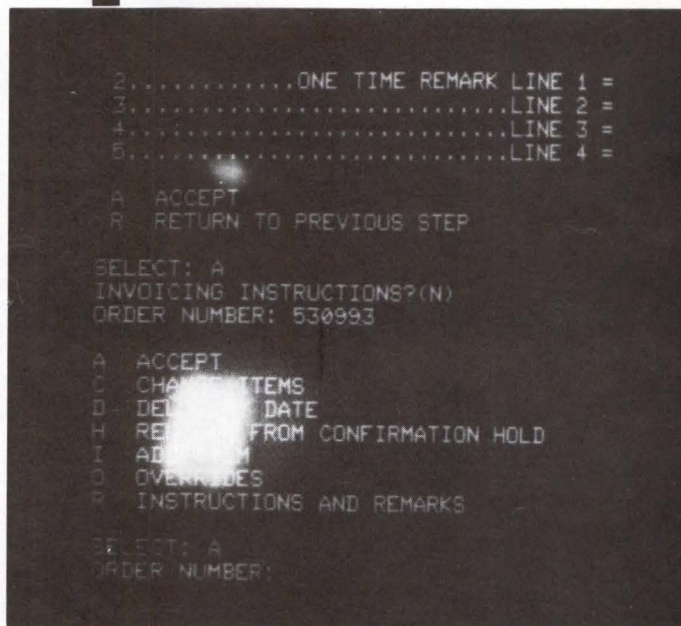 2.............ONE TIME REMARK LINE 1 =
3................................LINE 2 =
4................................LINE 3 =
5................................LINE 4 =
A ACCEPT
R RETURN TO PREVIOUS STEP
SELECT: A
INVOICING INSTRUCTIONS?(N)
ORDER NUMBER: 530993
A ACCEPT
C CHANGE ITEMS
D DATE
H FROM CONFIRMATION HOLD
I
O OVERRIDES
R INSTRUCTIONS AND REMARKS
SELECT: A
ORDER NUMBER: